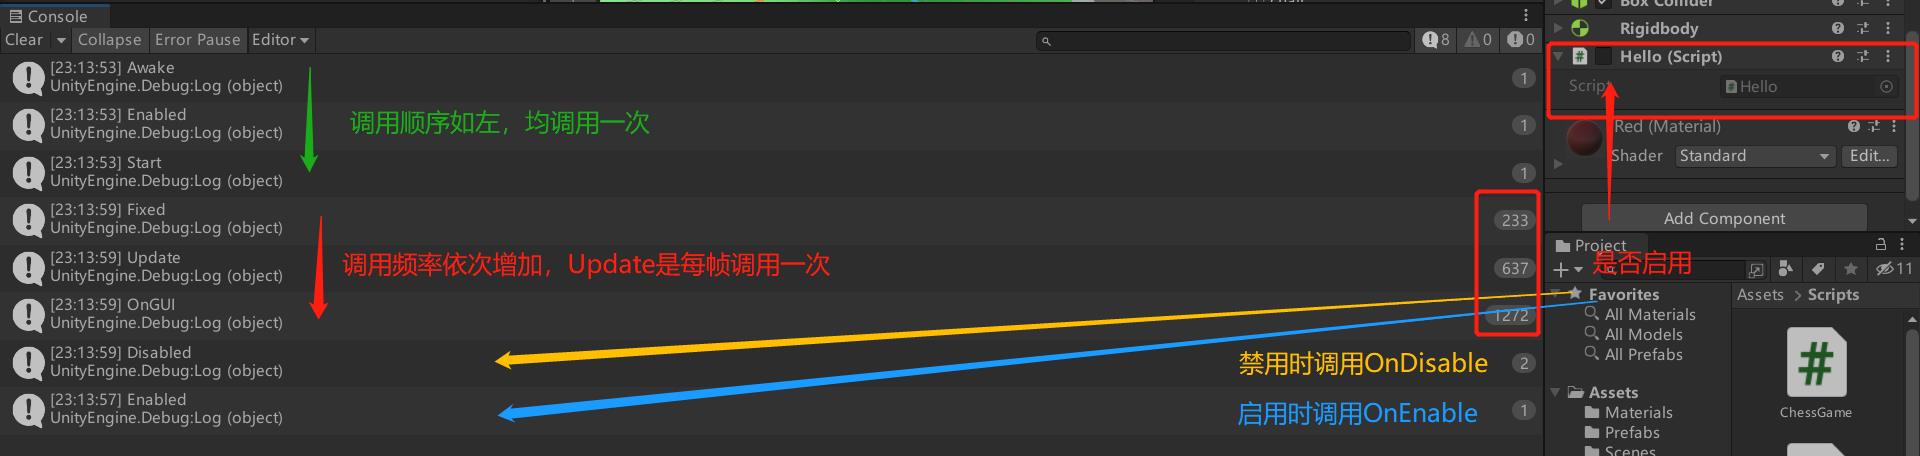 Console
Clear Collapse Error Pause Editor 8 0 0
[23:13:53] Awake
UnityEngine.Debug:Log (object) 1
[23:13:53] Enabled
UnityEngine.Debug:Log (object) 1
调用顺序如左，均调用一次
[23:13:53] Start
UnityEngine.Debug:Log (object) 1
[23:13:59] Fixed
UnityEngine.Debug:Log (object) 233
[23:13:59] Update
UnityEngine.Debug:Log (object) 637
调用频率依次增加，Update是每帧调用一次
[23:13:59] OnGUI
UnityEngine.Debug:Log (object) 1272
[23:13:59] Disabled
UnityEngine.Debug:Log (object) 2
禁用时调用OnDisable
[23:13:57] Enabled
UnityEngine.Debug:Log (object) 1
启用时调用OnEnable
Box Collider
Rigidbody
Hello (Script)
Script Hello
Red (Material)
Shader Standard Edit...
Add Component
Project
是否启用
11
Favorites
All Materials
All Models
All Prefabs
Assets
Materials
Prefabs
Scenes
Assets > Scripts
#
ChessGame